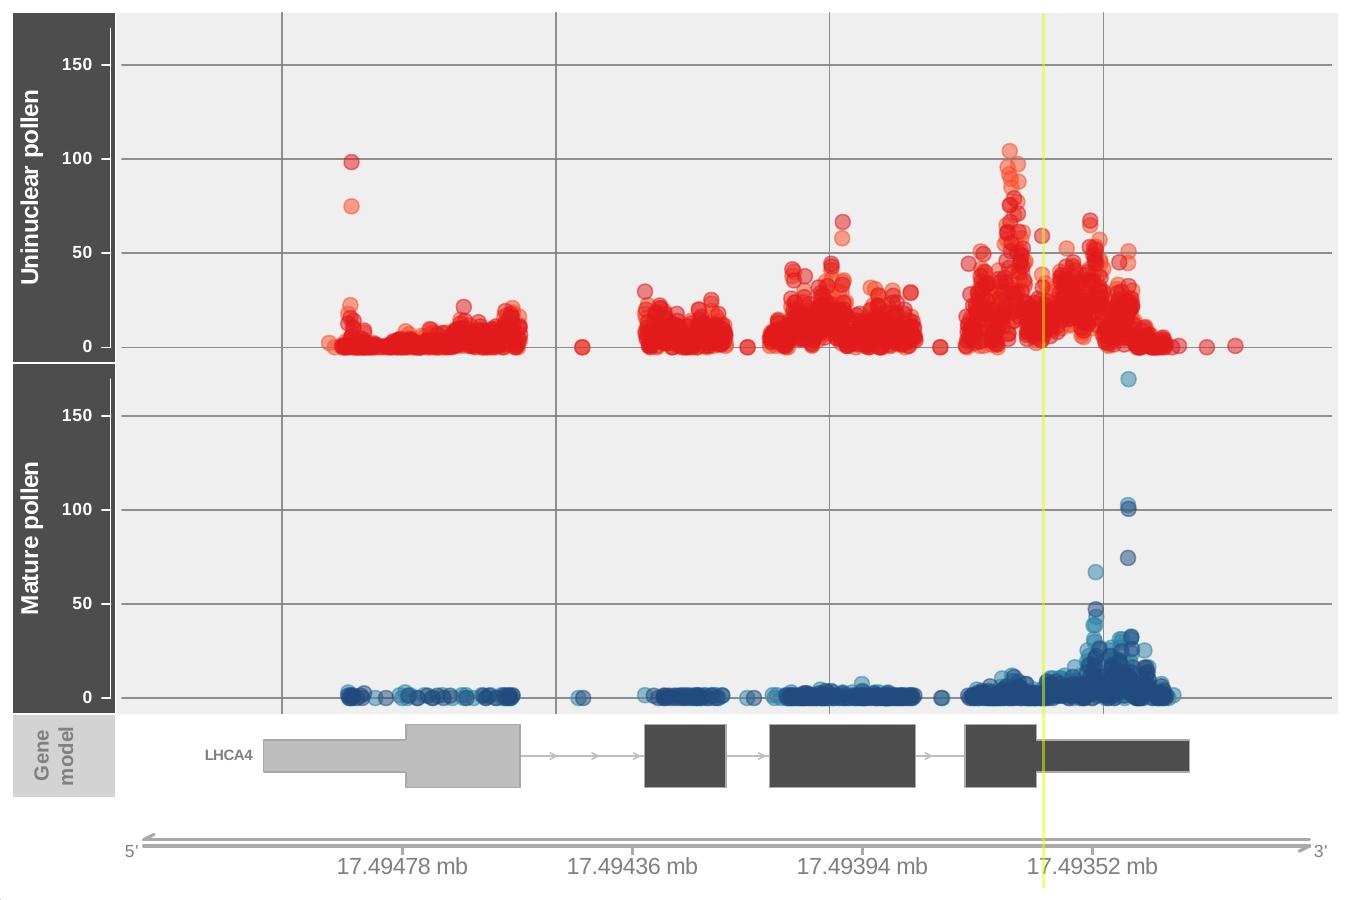 Uninuclear pollen
150
100
50
0
Mature pollen
150
100
50
0
Gene
model
LHCA4
5'
3'
17.49478 mb
17.49436 mb
17.49394 mb
17.49352 mb